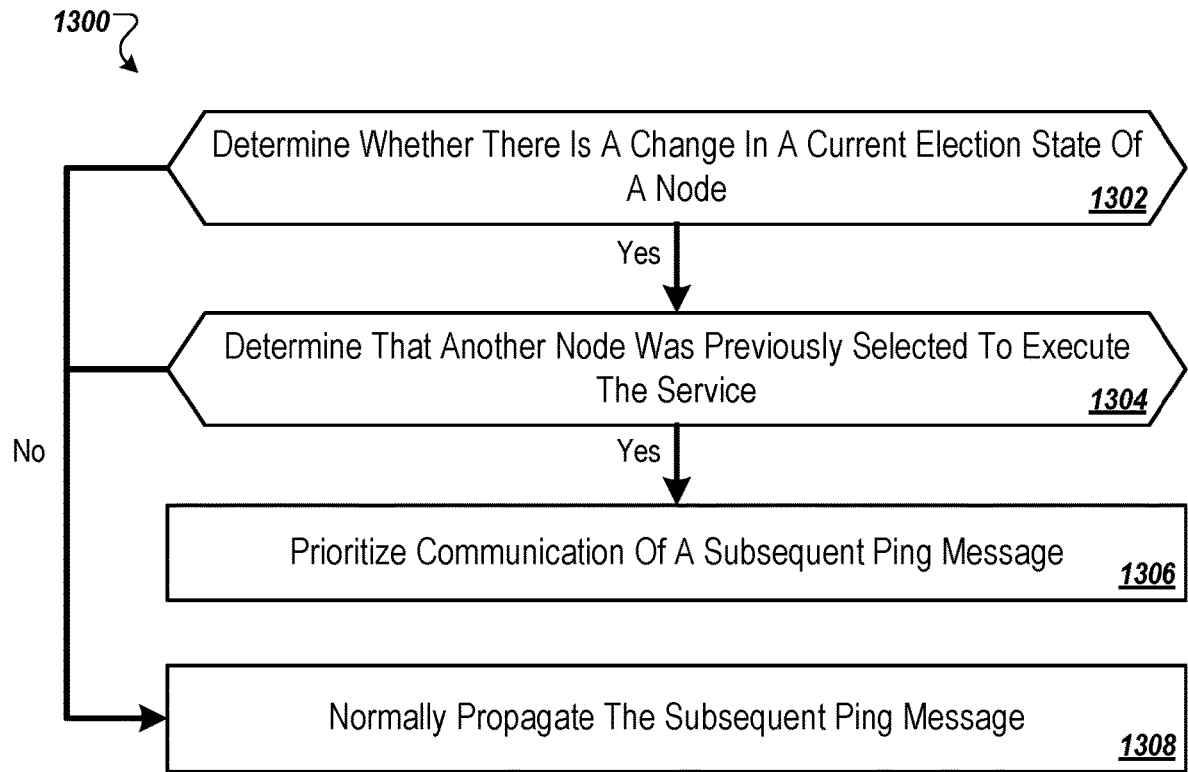 1300
Determine Whether There Is A Change In A Current Election State Of
A Node
1302
Yes
Determine That Another Node Was Previously Selected To Execute
The Service
1304
No
Yes
Prioritize Communication Of A Subsequent Ping Message
1306
Normally Propagate The Subsequent Ping Message
1308